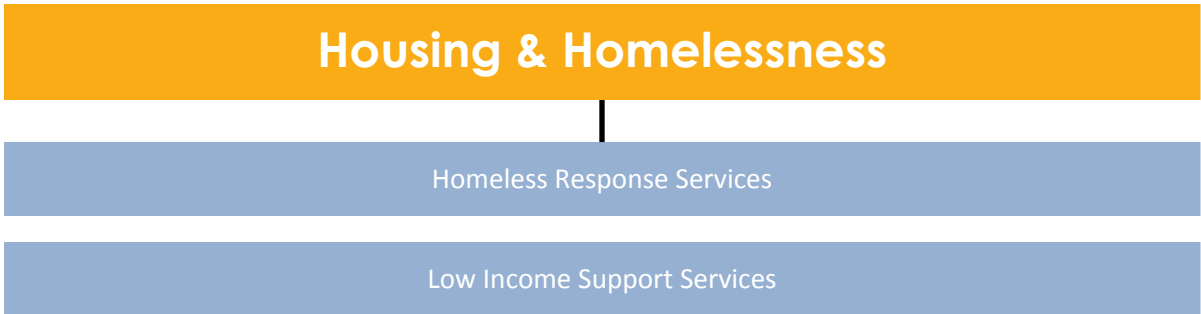 Housing & Homelessness
Homeless Response Services
Low Income Support Services